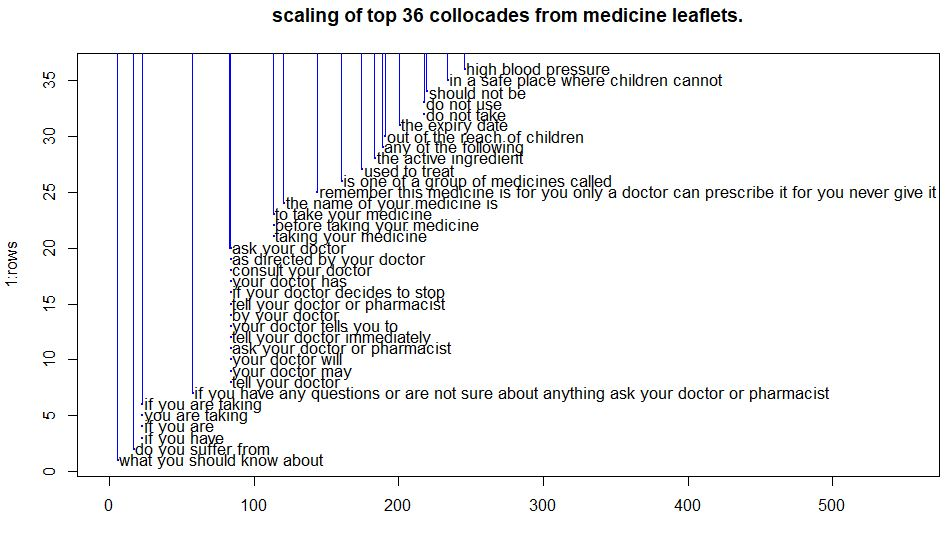 scaling of top 36 collocades from medicine leaflets.
1:rows
35
30
25
20
15
10
5
0
high blood pressure
in a safe place where children cannot
should not be
do not use
do not take
the expiry date
out of the reach of children
any of the following
the active ingredient
used to treat
is one of a group of medicines called
remember this medicine is for you only a doctor can prescribe it for you never give it
the name of your medicine is
to take your medicine
before taking your medicine
taking your medicine
ask your doctor
as directed by your doctor
consult your doctor
your doctor has
if your doctor decides to stop
tell your doctor or pharmacist
by your doctor
your doctor tells you to
tell your doctor immediately
ask your doctor or pharmacist
your doctor will
your doctor may
tell your doctor
if you have any questions or are not sure about anything ask your doctor or pharmacist
if you are taking
you are taking
if you are
if you have
do you suffer from
what you should know about
0 100 200 300 400 500